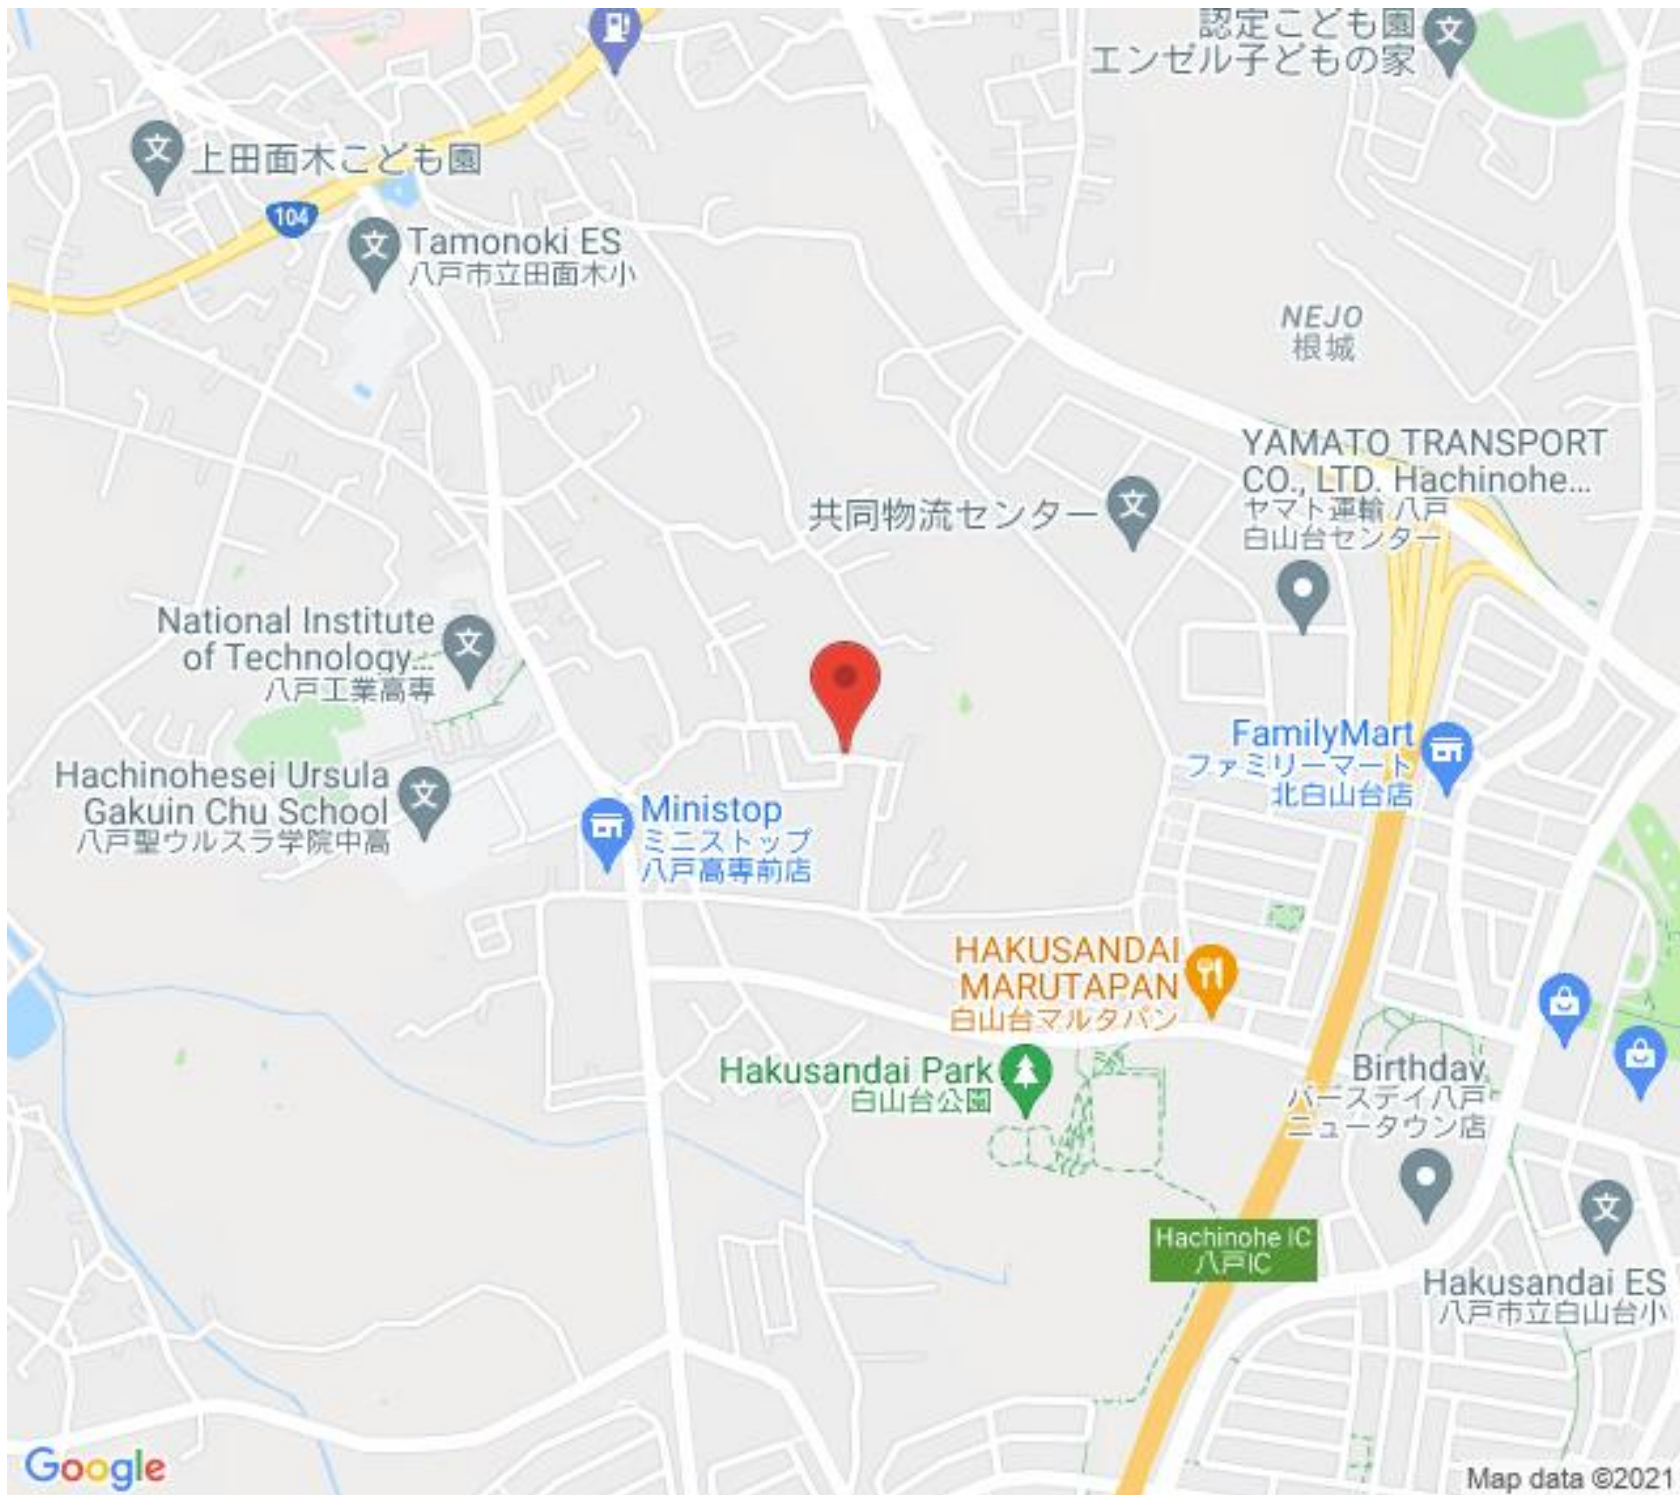 認定こども園
エンゼル子どもの家
文
文
上田面木こども園
104
文
Tamonoki ES
八戸市立田面木小
NEJO
根城
YAMATO TRANSPORT
CO., LTD. Hachinohe...
ヤマト運輸 八戸
白山台センター
共同物流センター
文
National Institute
of Technology...
八戸工業高専
文
FamilyMart
ファミリーマート
北白山台店
Hachinohesei Ursula
Gakuin Chu School
八戸聖ウルスラ学院中高
文
Ministop
ミニストップ
八戸高専前店
HAKUSANDAI
MARUTAPAN
白山台マルタパン
Hakusandai Park
白山台公園
Birthday
バースデイ八戸
ニュータウン店
文
Hachinohe IC
八戸IC
Hakusandai ES
八戸市立白山台小
Google
Map data ©2021